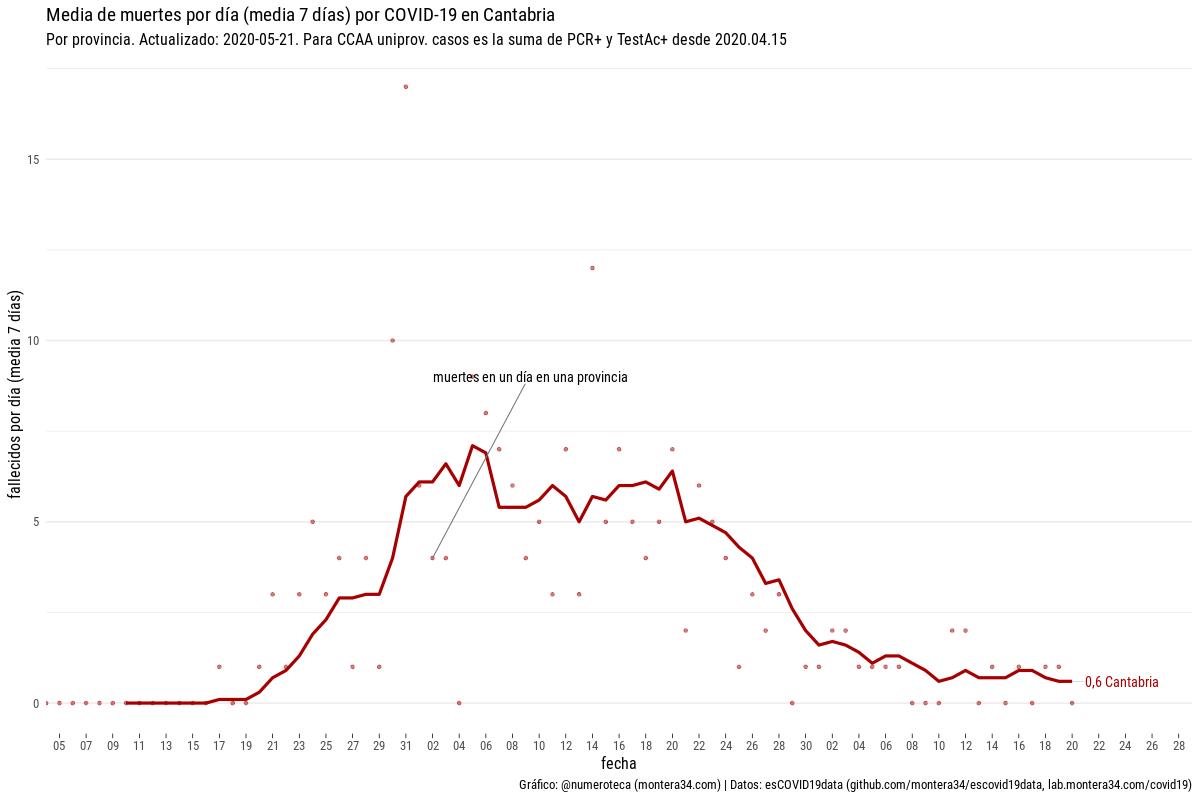 Media de muertes por día (media 7 días) por COVID-19 en Cantabria
Por provincia. Actualizado: 2020-05-21. Para CCAA uniprov. casos es la suma de PCR+ y TestAc+ desde 2020.04.15
fallecidos por día (media 7 días)
15
10
5
0
muertes en un día en una provincia
0,6 Cantabria
05 07 09 11 13 15 17 19 21 23 25 27 29 31 02 04 06 08 10 12 14 16 18 20 22 24 26 28 30 02 04 06 08 10 12 14 16 18 20 22 24 26 28
fecha
Gráfico: @numeroteca (montera34.com) | Datos: esCOVID19data (github.com/montera34/escovid19data, lab.montera34.com/covid19)